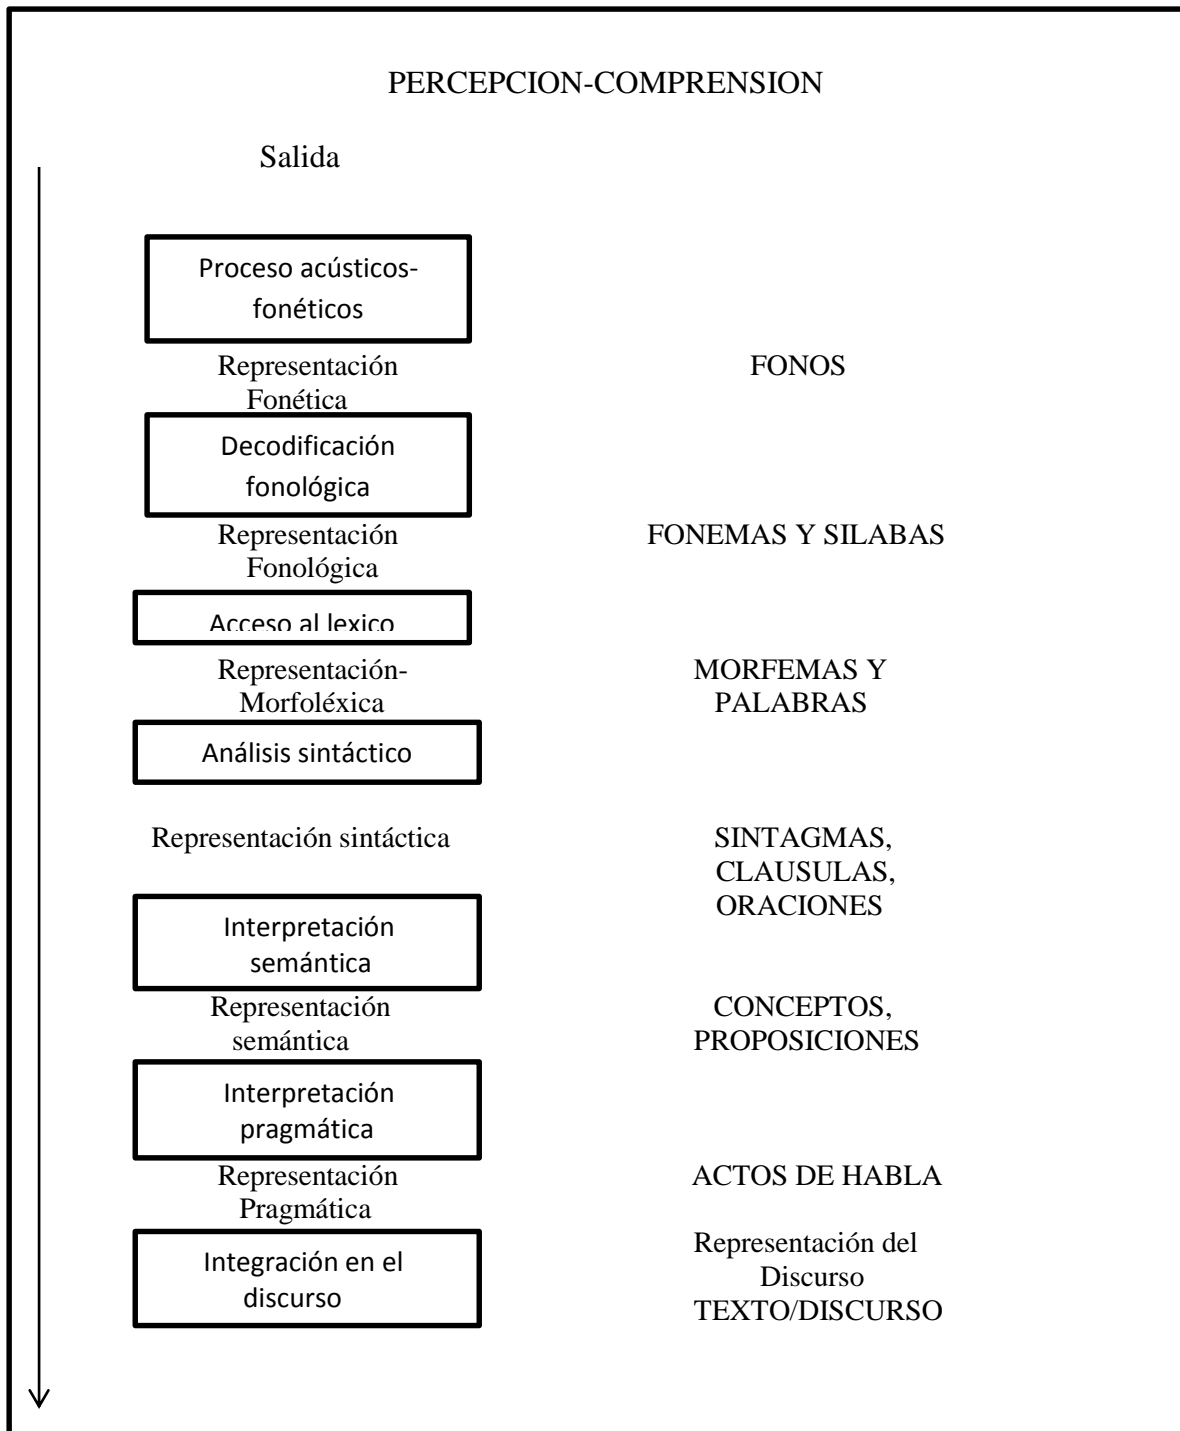 PERCEPCION-COMPRENSION
Salida
Proceso acústicos-
fonéticos
Representación
Fonética
FONOS
Decodificación
fonológica
Representación
Fonológica
FONEMAS Y SILABAS
Acceso al lexico
Representación-
Morfoléxica
MORFEMAS Y
PALABRAS
Análisis sintáctico
Representación sintáctica
SINTAGMAS,
CLAUSULAS,
ORACIONES
Interpretación
semántica
Representación
semántica
CONCEPTOS,
PROPOSICIONES
Interpretación
pragmática
Representación
Pragmática
ACTOS DE HABLA
Integración en el
discurso
Representación del
Discurso
TEXTO/DISCURSO